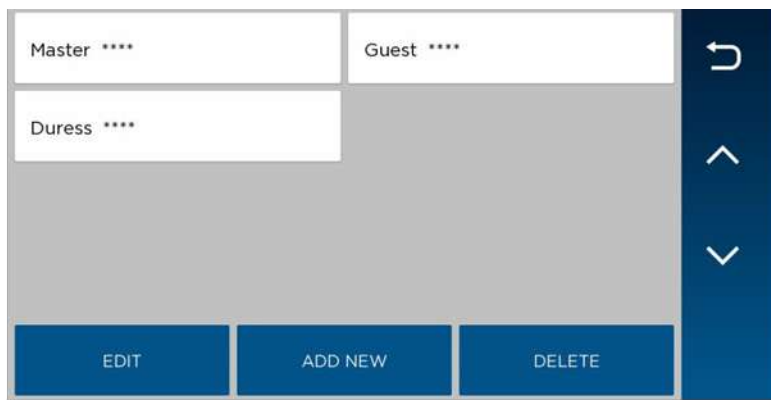 Master ****
Guest ****
Duress ****
EDIT
ADD NEW
DELETE